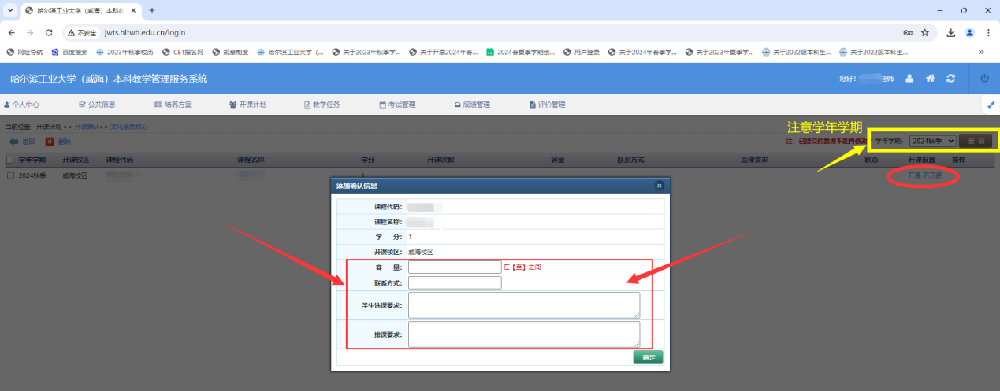 哈尔滨工业大学（威海）本科教
不安全 jwts.hitwh.edu.cn/login
网址导航 百度搜索 2023年秋季校历 CET报名网 规章制度 哈尔滨工业大学（... 关于2023年秋季学... 关于开展2024年春... 2024春夏季学期创... 用户登录 关于2024年春季学... 关于2023年夏季学... 关于2022级本科生... 关于2022级本科生...
哈尔滨工业大学（威海）本科教学管理服务系统 您好! 师
个人中心 公共信息 培养方案 开课计划 教学任务 考试管理 成绩管理 评价管理
当前位置：开课计划 >> 开课确认>> 文化素质核心 注意学年学期
返回 删除 注：已提交的数据不能再修改 学年学期： 2024秋季 查 询
学年学期 开课校区 课程代码 课程名称 学分 开课次数 容量 联系方式 选课要求 状态 开课设置 操作
2024秋季 威海校区 1 开课 不开课
添加确认信息
课程代码：
课程名称：
学 分： 1
开课校区： 威海校区
容 量： 在【至】之间
联系方式：
学生选课要求：
排课要求：
确定